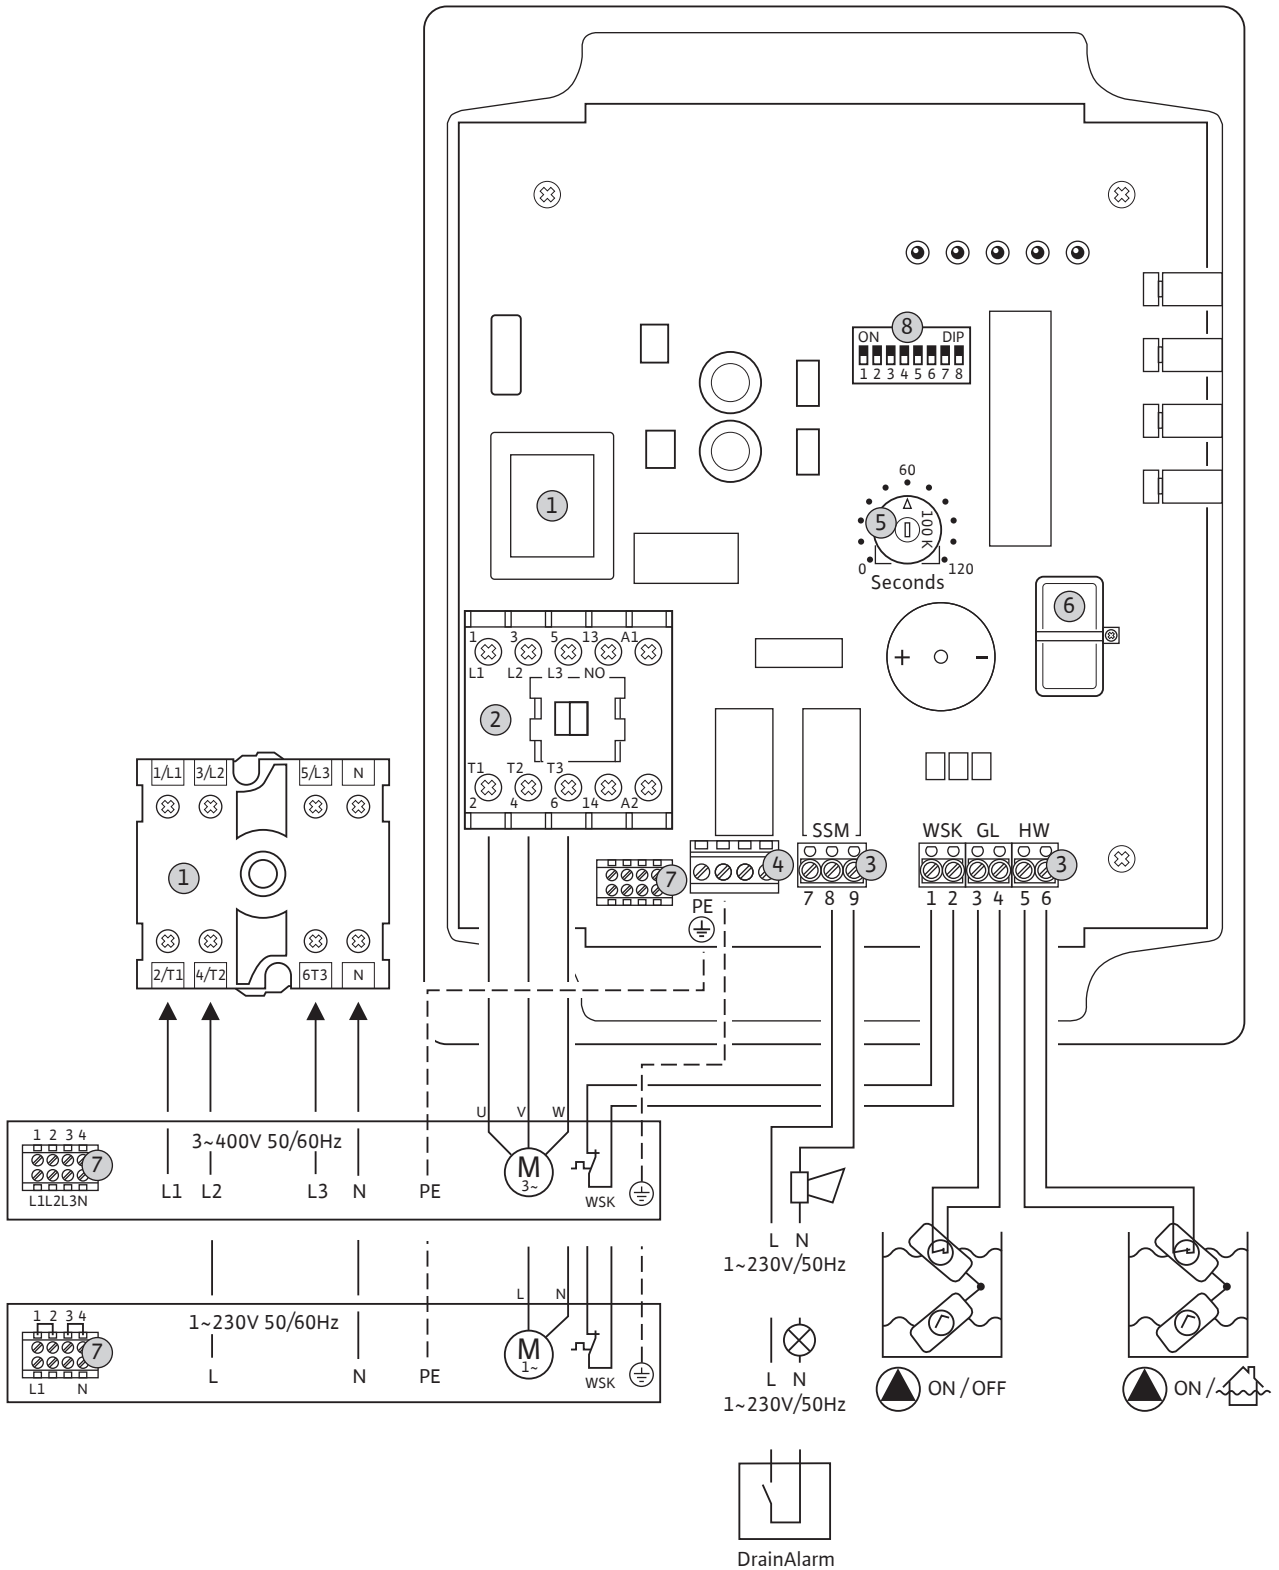 8
ON DIP
1 2 3 4 5 6 7 8
60
1
5
100 K
0 120
Seconds
6
1 3 5 13 A1
L1 L2 L3 NO
+ −
2
T1 T2 T3
2 4 6 14 A2
1/L1 3/L2 5/L3 N
1
2/T1 4/T2 6T3 N
SSM WSK GL HW
7 4 3 3
PE 7 8 9 1 2 3 4 5 6
U V W
1 2 3 4
3~400V 50/60Hz
7
M
3~
L1L2L3N
L1 L2 L3 N PE
WSK
L N
1~230V/50Hz
L N
1 2 3 4
1~230V 50/60Hz
7
M
1~
L1 N
L N PE
WSK
L N
1~230V/50Hz
ON / OFF
ON /
DrainAlarm